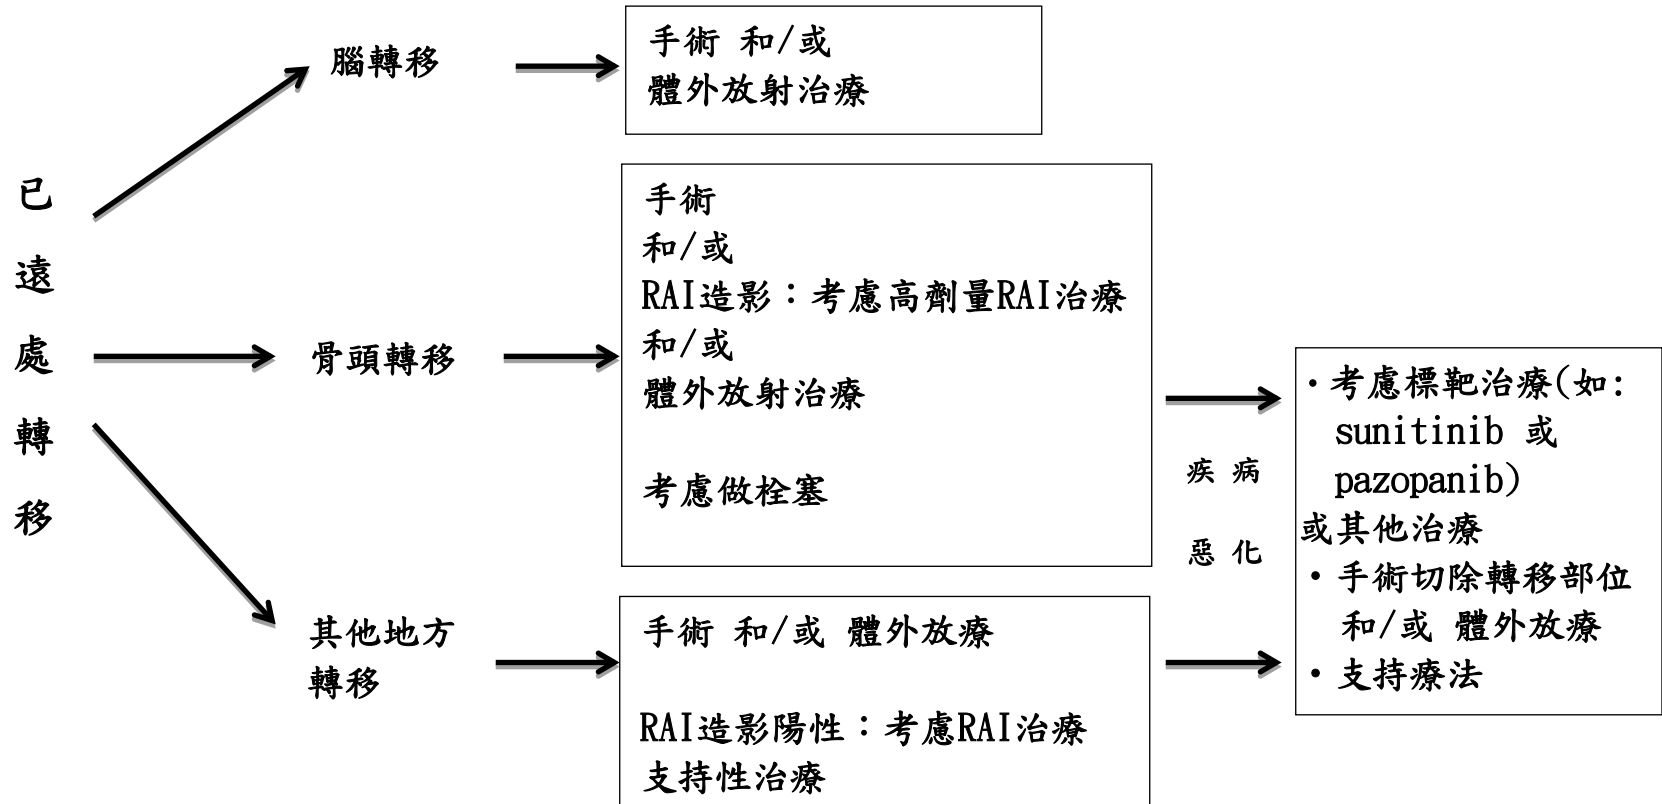 已遠處轉移
腦轉移
手術 和/或
體外放射治療
骨頭轉移
手術
和/或
RAI造影：考慮高劑量RAI治療
和/或
體外放射治療
考慮做栓塞
其他地方
轉移
手術 和/或 體外放療
RAI造影陽性：考慮RAI治療
支持性治療
疾 病
惡 化
・考慮標靶治療(如:
sunitinib 或
pazopanib)
或其他治療
・手術切除轉移部位
和/或 體外放療
・支持療法